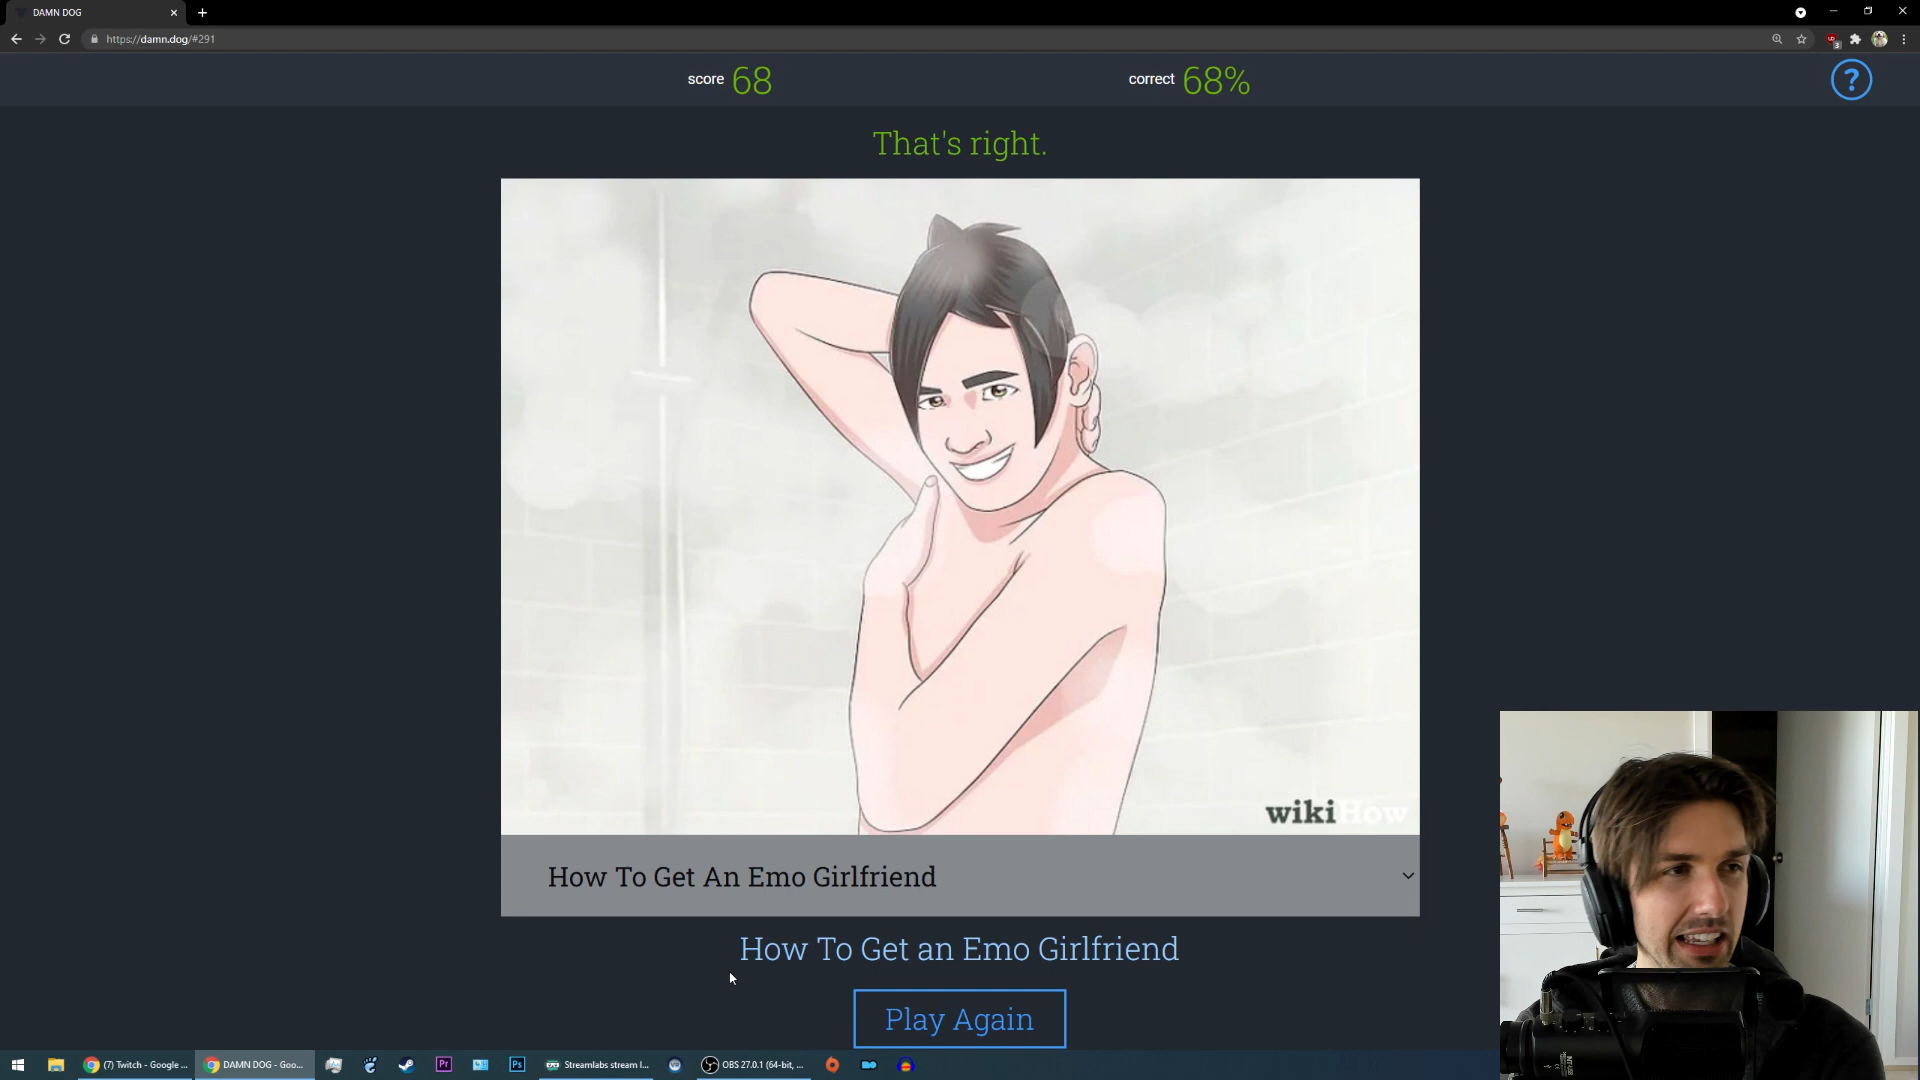 DAMN DOG
https://damn.dog/#291
score 68
correct 68%
?
That's right.
wikiHow
How To Get An Emo Girlfriend
How To Get an Emo Girlfriend
Play Again
(7) Twitch - Google ...
DAMN DOG - Goo...
Pr
Ps
Streamlabs stream l...
OBS 27.0.1 (64-bit, ...